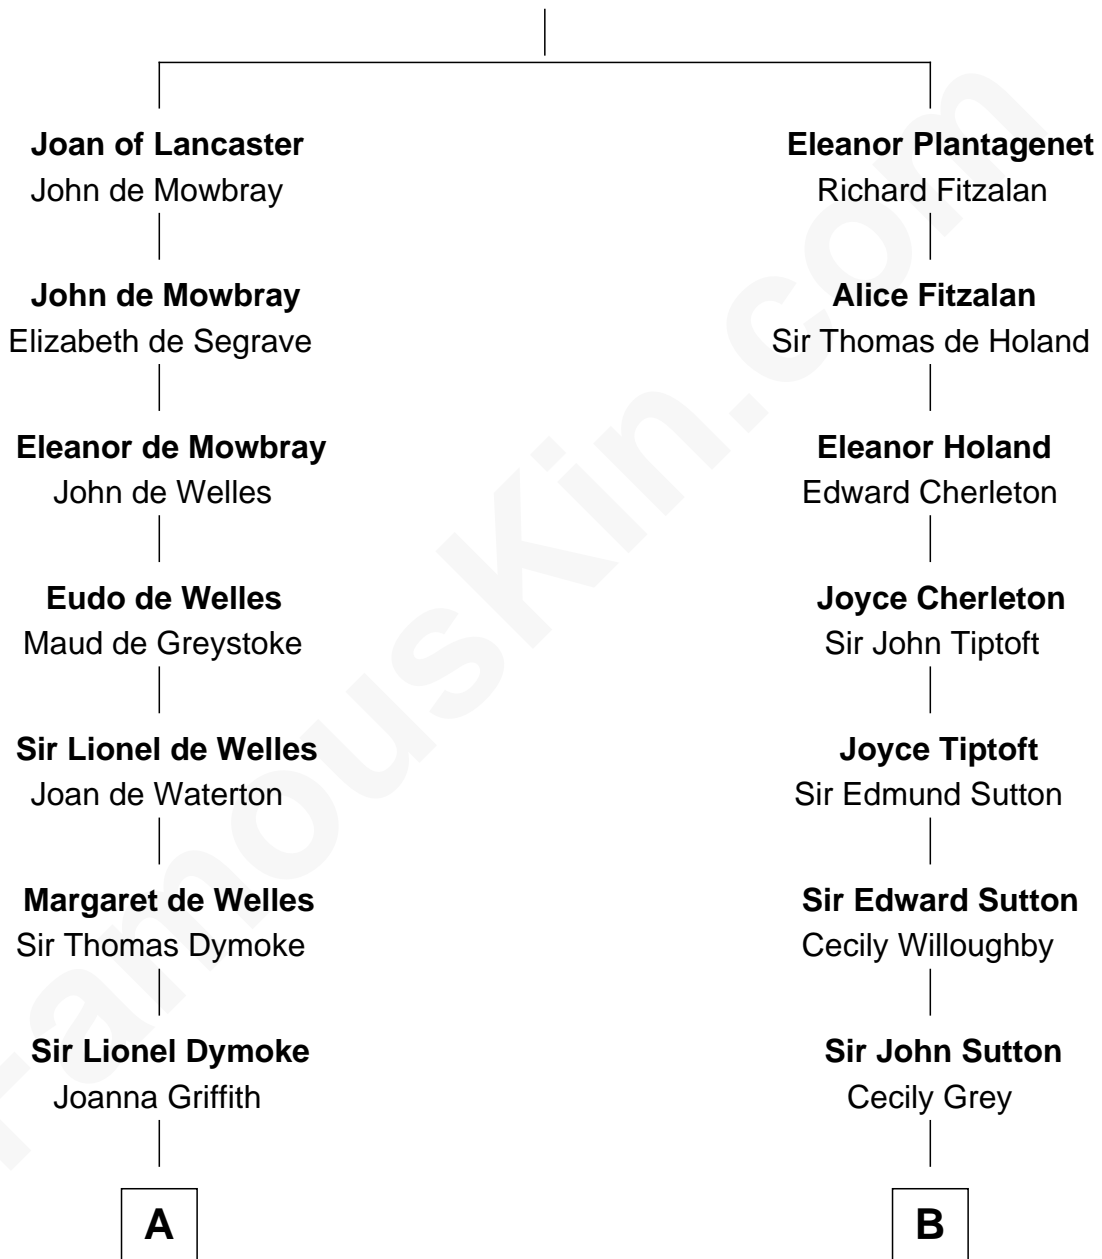 Joan of Lancaster
John de Mowbray
Eleanor Plantagenet
Richard Fitzalan
John de Mowbray
Elizabeth de Segrave
Alice Fitzalan
Sir Thomas de Holand
Eleanor de Mowbray
John de Welles
Eleanor Holand
Edward Cherleton
Eudo de Welles
Maud de Greystoke
Joyce Cherleton
Sir John Tiptoft
Sir Lionel de Welles
Joan de Waterton
Joyce Tiptoft
Sir Edmund Sutton
Margaret de Welles
Sir Thomas Dymoke
Sir Edward Sutton
Cecily Willoughby
Sir Lionel Dymoke
Joanna Griffith
Sir John Sutton
Cecily Grey
A
B
FamousKin.com